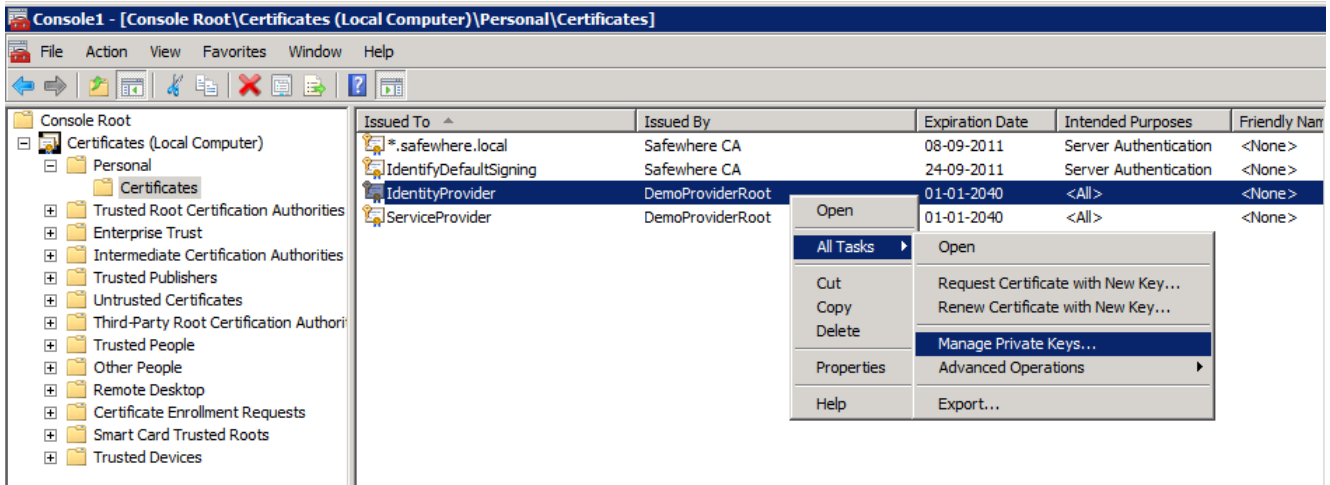 Console1 - [Console Root\Certificates (Local Computer)\Personal\Certificates]
File Action View Favorites Window Help
Console Root
Certificates (Local Computer)
Personal
Certificates
Trusted Root Certification Authorities
Enterprise Trust
Intermediate Certification Authorities
Trusted Publishers
Untrusted Certificates
Third-Party Root Certification Authori
Trusted People
Other People
Remote Desktop
Certificate Enrollment Requests
Smart Card Trusted Roots
Trusted Devices
Issued To Issued By Expiration Date Intended Purposes Friendly Nam
*.safewhere.local Safewhere CA 08-09-2011 Server Authentication <None>
IdentifyDefaultSigning Safewhere CA 24-09-2011 Server Authentication <None>
IdentityProvider DemoProviderRoot 01-01-2040 <All> <None>
ServiceProvider DemoProviderRoot 01-01-2040 <All> <None>
Open
All Tasks
Cut
Copy
Delete
Properties
Help
Open
Request Certificate with New Key...
Renew Certificate with New Key...
Manage Private Keys...
Advanced Operations
Export...